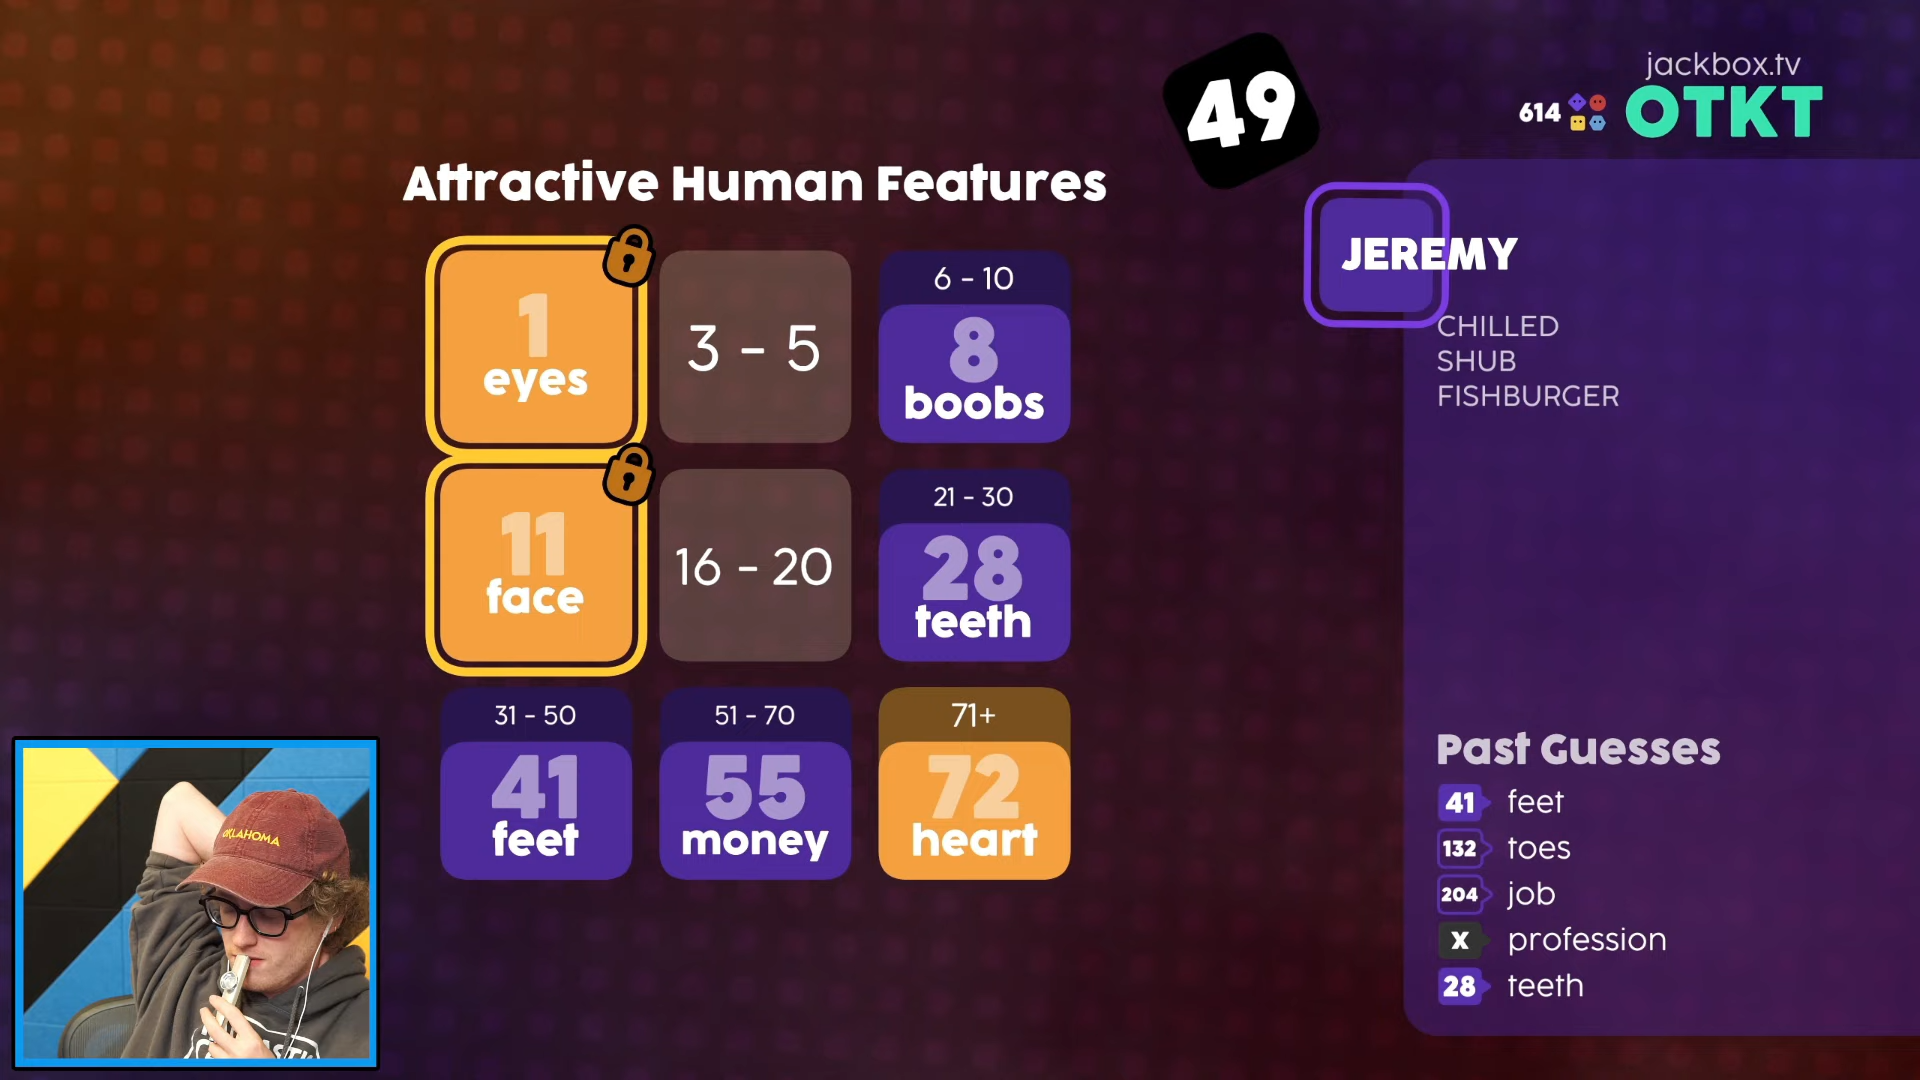 49
jackbox.tv
614
OTKT
Attractive Human Features
1
eyes
3 - 5
6 - 10
8
boobs
11
face
16 - 20
21 - 30
28
teeth
31 - 50
41
feet
51 - 70
55
money
71+
72
heart
JEREMY
CHILLED
SHUB
FISHBURGER
Past Guesses
41 feet
132 toes
204 job
X profession
28 teeth
OKLAHOMA